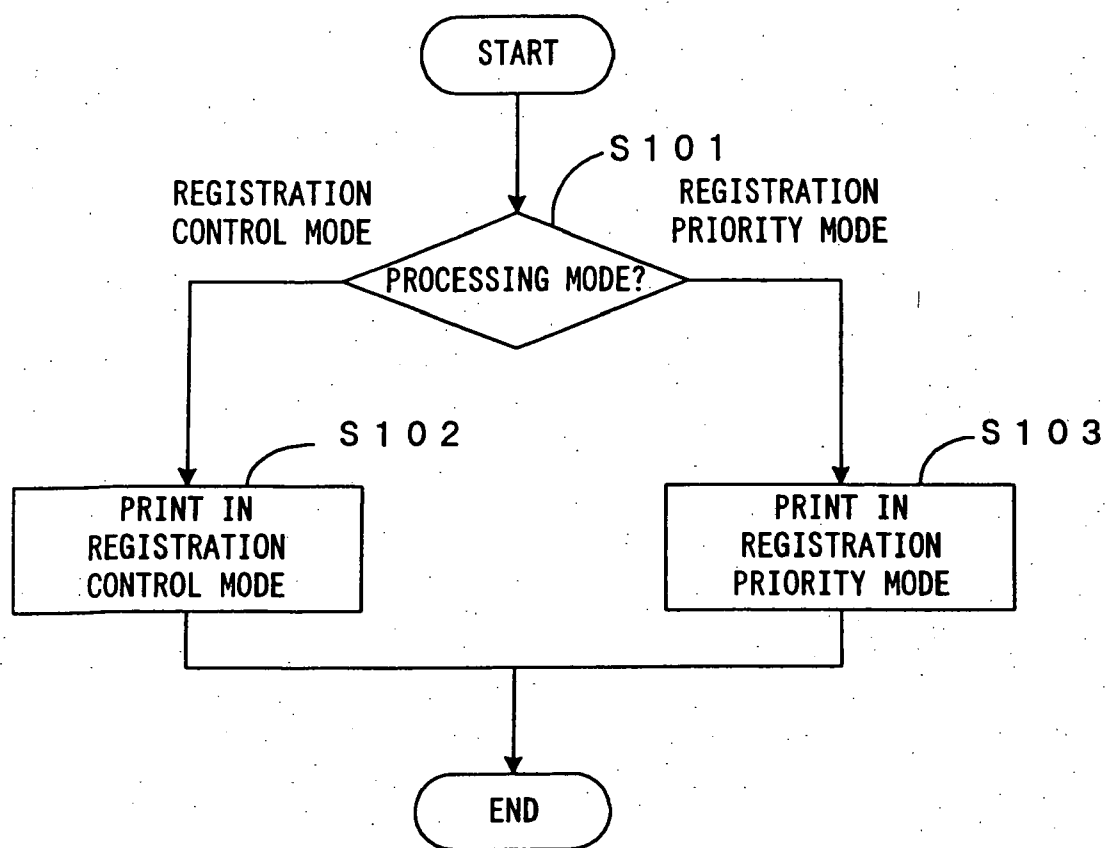 START
S101
REGISTRATION
CONTROL MODE
REGISTRATION
PRIORITY MODE
PROCESSING MODE?
S102
S103
PRINT IN
REGISTRATION
CONTROL MODE
PRINT IN
REGISTRATION
PRIORITY MODE
END